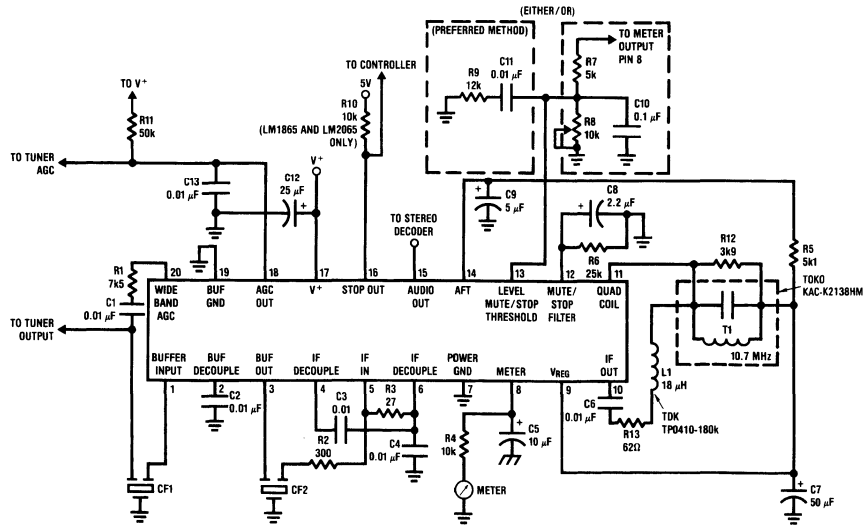 (EITHER/OR)
(PREFERRED METHOD)
TO METER
OUTPUT
PIN 8
TO CONTROLLER
C11
0.01 μF
R9
12k
R7
5k
TO V+
5V
R10
10k
(LM1865 AND LM2065
ONLY)
R8
10k
C10
0.1 μF
R11
50k
TO TUNER
AGC
C13
0.01 μF
C12
25 μF
+
V+
+
C9
5 μF
C8
2.2 μF
+
TO STEREO
DECODER
R6
25k
R12
3k9
R5
5k1
TOKO
KAC-K2138HM
R1
7k5
C1
0.01 μF
20
WIDE
BAND
AGC
19
BUF
GND
18
AGC
OUT
17
V+
16
STOP OUT
15
AUDIO
OUT
14
AFT
13
LEVEL
MUTE/STOP
THRESHOLD
12
MUTE/
STOP
FILTER
11
QUAD
COIL
T1
10.7 MHz
TO TUNER
OUTPUT
BUFFER
INPUT
1
BUF
DECOUPLE
2
BUF
OUT
3
IF
DECOUPLE
4
IF
IN
5
IF
DECOUPLE
6
POWER
GND
7
METER
8
VREG
9
IF
OUT
10
L1
18 μH
C2
0.01 μF
C3
0.01
R3
27
R2
300
C4
0.01 μF
R4
10k
+
C5
10 μF
C6
0.01 μF
R13
62Ω
TDK
TP0410-180k
CF1
CF2
METER
+
C7
50 μF